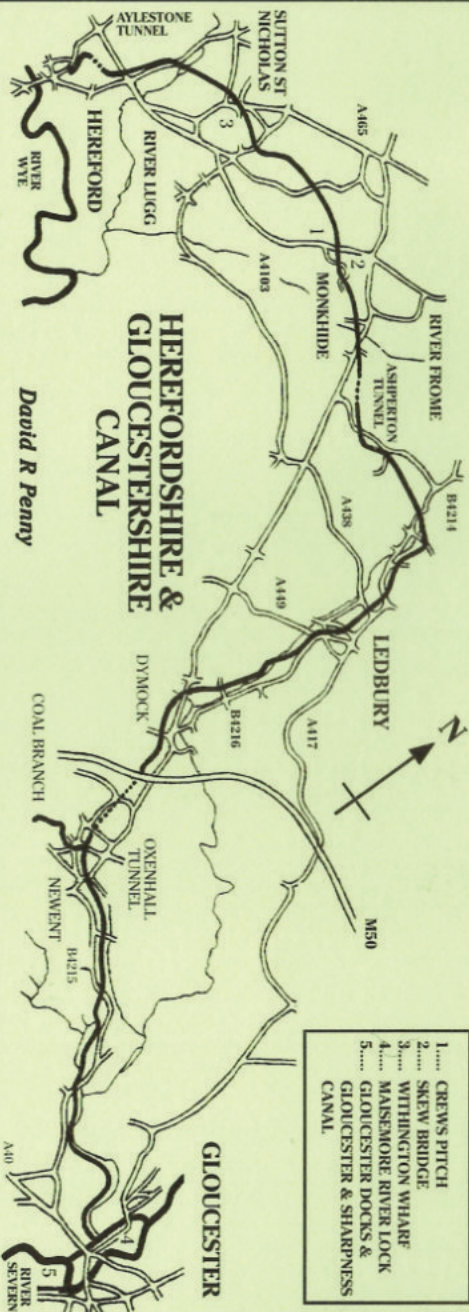 HEREFORDSHIRE &
GLOUCESTERSHIRE
CANAL
David R Penny
AYLESTONE
TUNNEL
SUTTON ST
NICHOLAS
A465
3
HEREFORD
RIVER LUGG
RIVER
WYE
A4103
1
2
MONKHIDE
RIVER FROME
ASHPERTON
TUNNEL
B4214
A438
A449
LEDBURY
A417
B4216
DYMOCK
N
M50
COAL BRANCH
OXENHALL
TUNNEL
NEWENT
B4215
GLOUCESTER
A40
4
5
RIVER
SEVERN
1..... CREWS PITCH
2..... SKEW BRIDGE
3..... WITHINGTON WHARF
4..... MAISEMORE RIVER LOCK
5..... GLOUCESTER DOCKS &
GLOUCESTER & SHARPNESS
CANAL